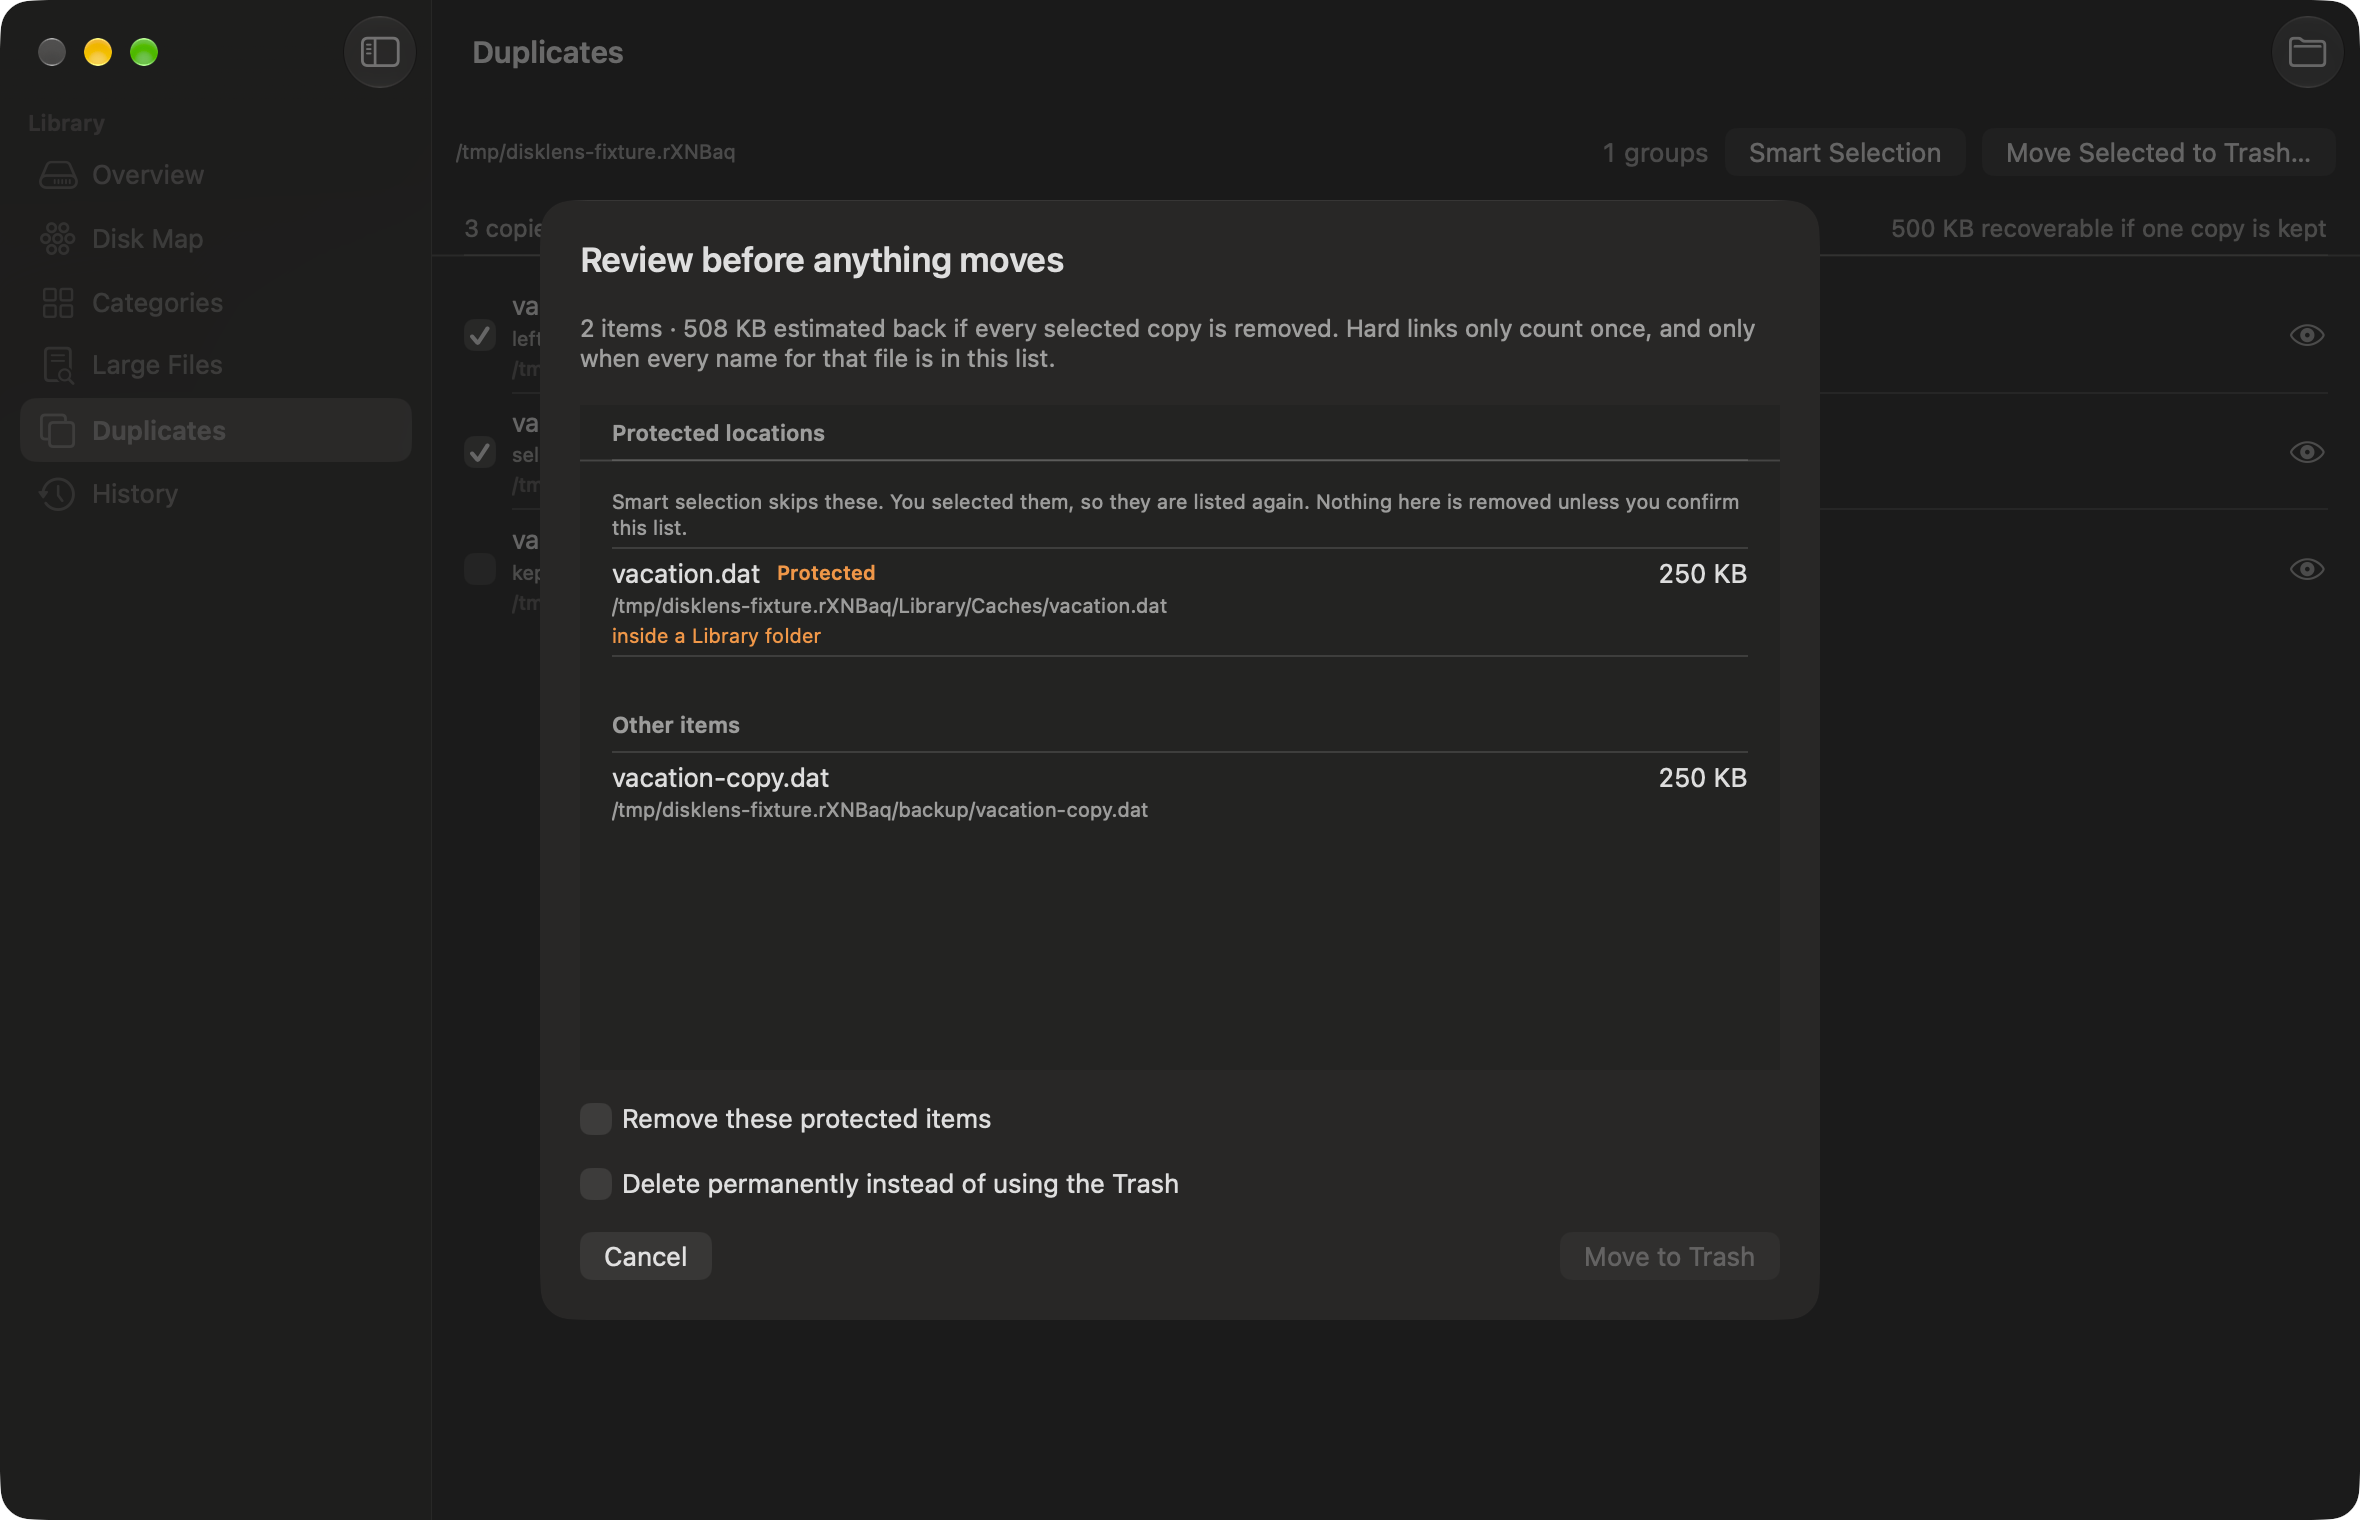 Duplicates
Library
Overview
Disk Map
Categories
Large Files
Duplicates
History
/tmp/disklens-fixture.rXNBaq
1 groups
Smart Selection
Move Selected to Trash...
3
500 KB recoverable if one copy is kept
Review before anything moves
2 items · 508 KB estimated back if every selected copy is removed. Hard links only count once, and only
when every name for that file is in this list.
Protected locations
Smart selection skips these. You selected them, so they are listed again. Nothing here is removed unless you confirm
this list.
vacation.dat Protected 250 KB
/tmp/disklens-fixture.rXNBaq/Library/Caches/vacation.dat
inside a Library folder
Other items
vacation-copy.dat 250 KB
/tmp/disklens-fixture.rXNBaq/backup/vacation-copy.dat
Remove these protected items
Delete permanently instead of using the Trash
Cancel
Move to Trash